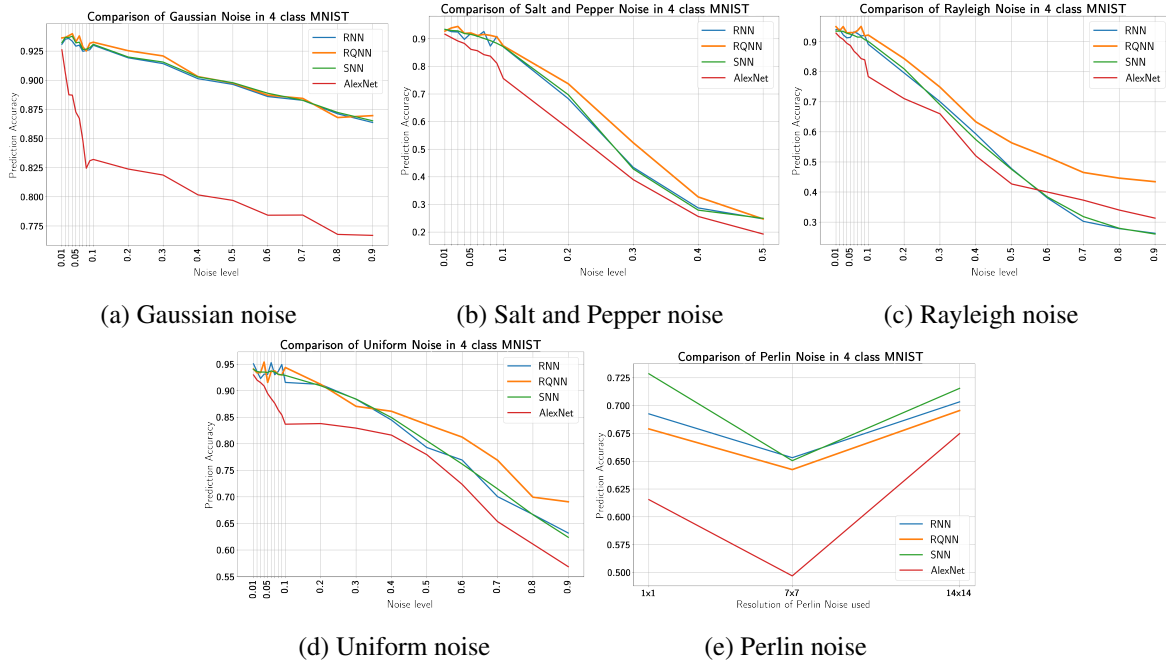 Comparison of Gaussian Noise in 4 class MNIST
Prediction Accuracy
0.925
0.900
0.875
0.850
0.825
0.800
0.775
RNN
RQNN
SNN
AlexNet
0.01
0.05
0.1
0.2
0.3
0.4
0.5
0.6
0.7
0.8
0.9
Noise level
(a) Gaussian noise
Comparison of Salt and Pepper Noise in 4 class MNIST
Prediction Accuracy
0.9
0.8
0.7
0.6
0.5
0.4
0.3
0.2
RNN
RQNN
SNN
AlexNet
0.01
0.05
0.1
0.2
0.3
0.4
0.5
Noise level
(b) Salt and Pepper noise
Comparison of Rayleigh Noise in 4 class MNIST
Prediction Accuracy
0.9
0.8
0.7
0.6
0.5
0.4
0.3
RNN
RQNN
SNN
AlexNet
0.01
0.05
0.1
0.2
0.3
0.4
0.5
0.6
0.7
0.8
0.9
Noise level
(c) Rayleigh noise
Comparison of Uniform Noise in 4 class MNIST
Prediction Accuracy
0.95
0.90
0.85
0.80
0.75
0.70
0.65
0.60
0.55
RNN
RQNN
SNN
AlexNet
0.01
0.05
0.1
0.2
0.3
0.4
0.5
0.6
0.7
0.8
0.9
Noise level
(d) Uniform noise
Comparison of Perlin Noise in 4 class MNIST
Prediction Accuracy
0.725
0.700
0.675
0.650
0.625
0.600
0.575
0.550
0.525
0.500
RNN
RQNN
SNN
AlexNet
1x1
7x7
14x14
Resolution of Perlin Noise used
(e) Perlin noise